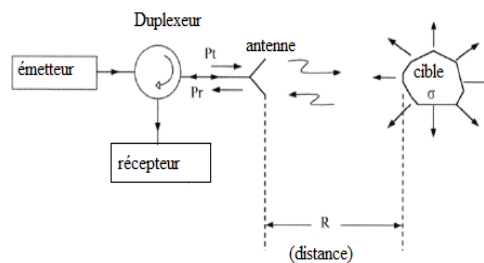 Duplexeur
antenne
émetteur
Pt
Pr
cible
σ
récepteur
R
(distance)